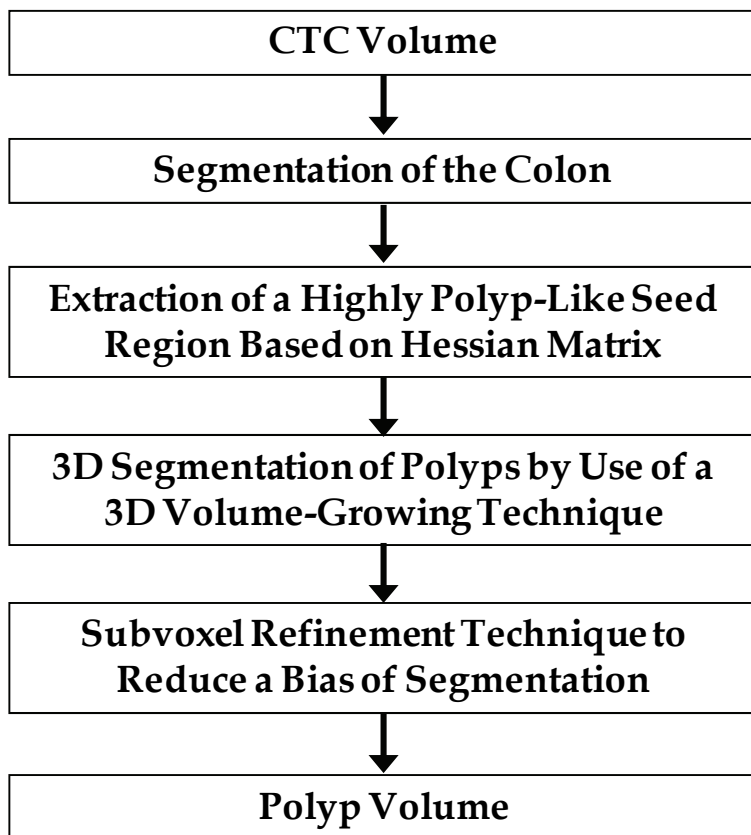 CTC Volume
Segmentation of the Colon
Extraction of a Highly Polyp-Like Seed
Region Based on Hessian Matrix
3D Segmentation of Polyps by Use of a
3D Volume-Growing Technique
Subvoxel Refinement Technique to
Reduce a Bias of Segmentation
Polyp Volume